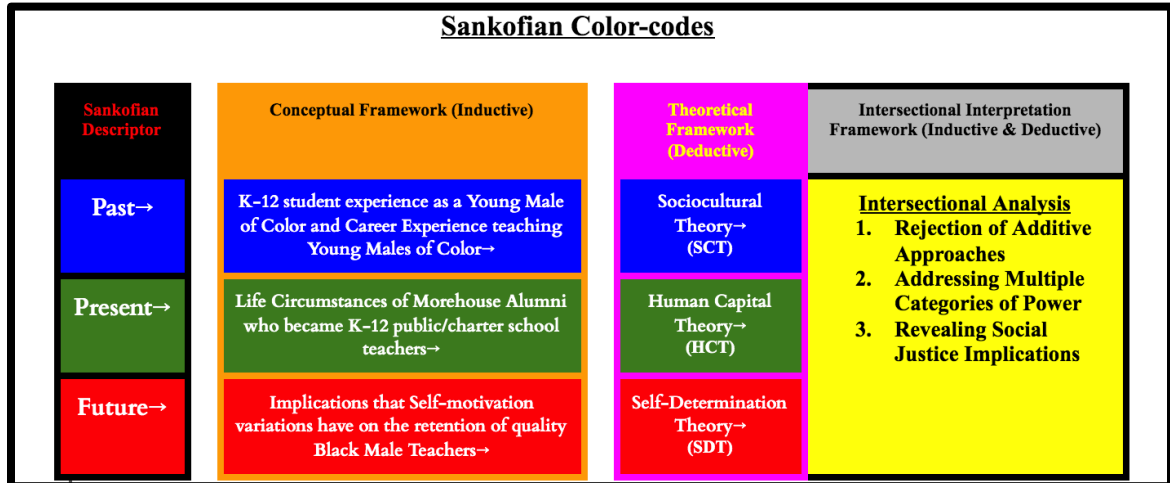 Sankofian Color-codes
Sankofian
Descriptor
Conceptual Framework (Inductive)
Theoretical
Framework
(Deductive)
Intersectional Interpretation
Framework (Inductive & Deductive)
Past→
K-12 student experience as a Young Male
of Color and Career Experience teaching
Young Males of Color→
Sociocultural
Theory→
(SCT)
Intersectional Analysis
1. Rejection of Additive
Approaches
2. Addressing Multiple
Categories of Power
3. Revealing Social
Justice Implications
Present→
Life Circumstances of Morehouse Alumni
who became K-12 public/charter school
teachers→
Human Capital
Theory→
(HCT)
Future→
Implications that Self-motivation
variations have on the retention of quality
Black Male Teachers→
Self-Determination
Theory→
(SDT)